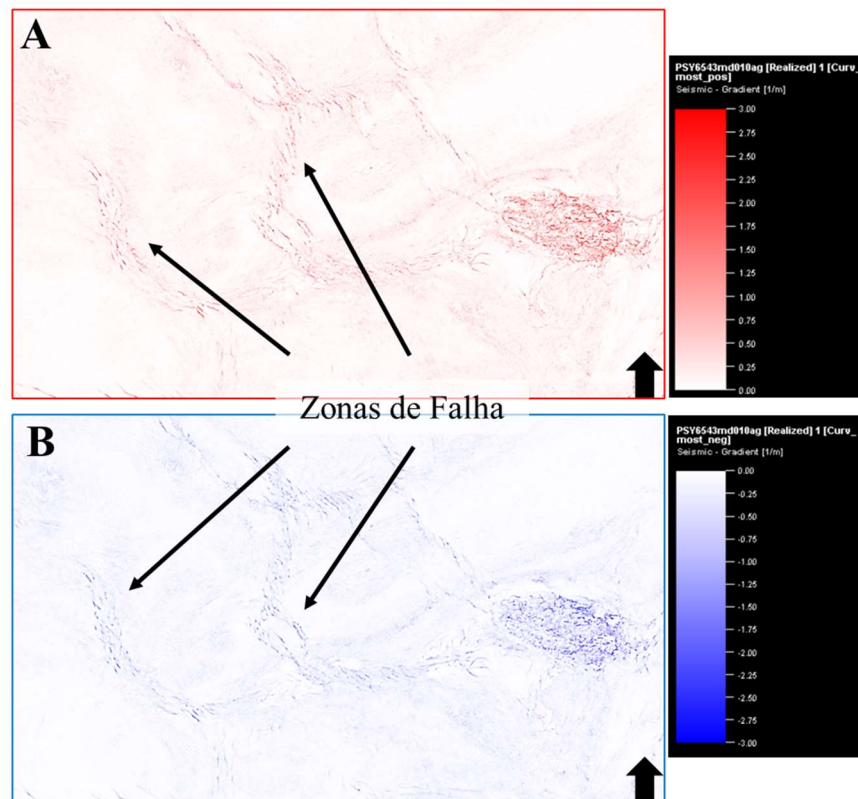 A
PSY6543md010ag [Realized] 1 [Curv_
most_pos]
Seismic - Gradient [1/m]
3.00
2.75
2.50
2.25
2.00
1.75
1.50
1.25
1.00
0.75
0.50
0.25
0.00
Zonas de Falha
B
PSY6543md010ag [Realized] 1 [Curv_
most_neg]
Seismic - Gradient [1/m]
0.00
-0.25
-0.50
-0.75
-1.00
-1.25
-1.50
-1.75
-2.00
-2.25
-2.50
-2.75
-3.00